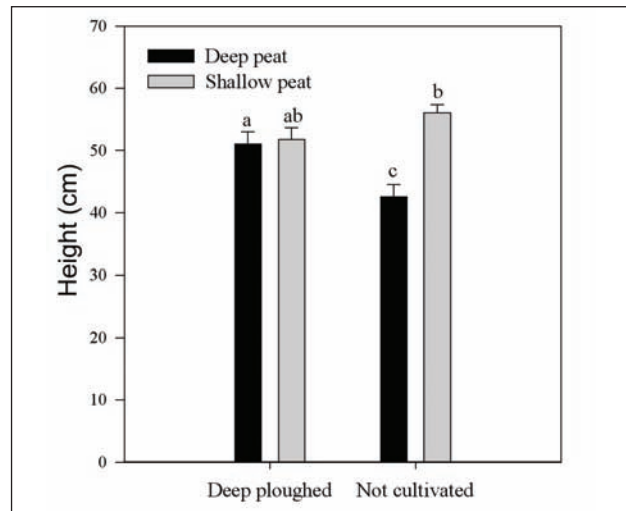 70
60
50
40
30
20
10
0
Height (cm)
Deep peat
Shallow peat
a
ab
c
b
Deep ploughed
Not cultivated